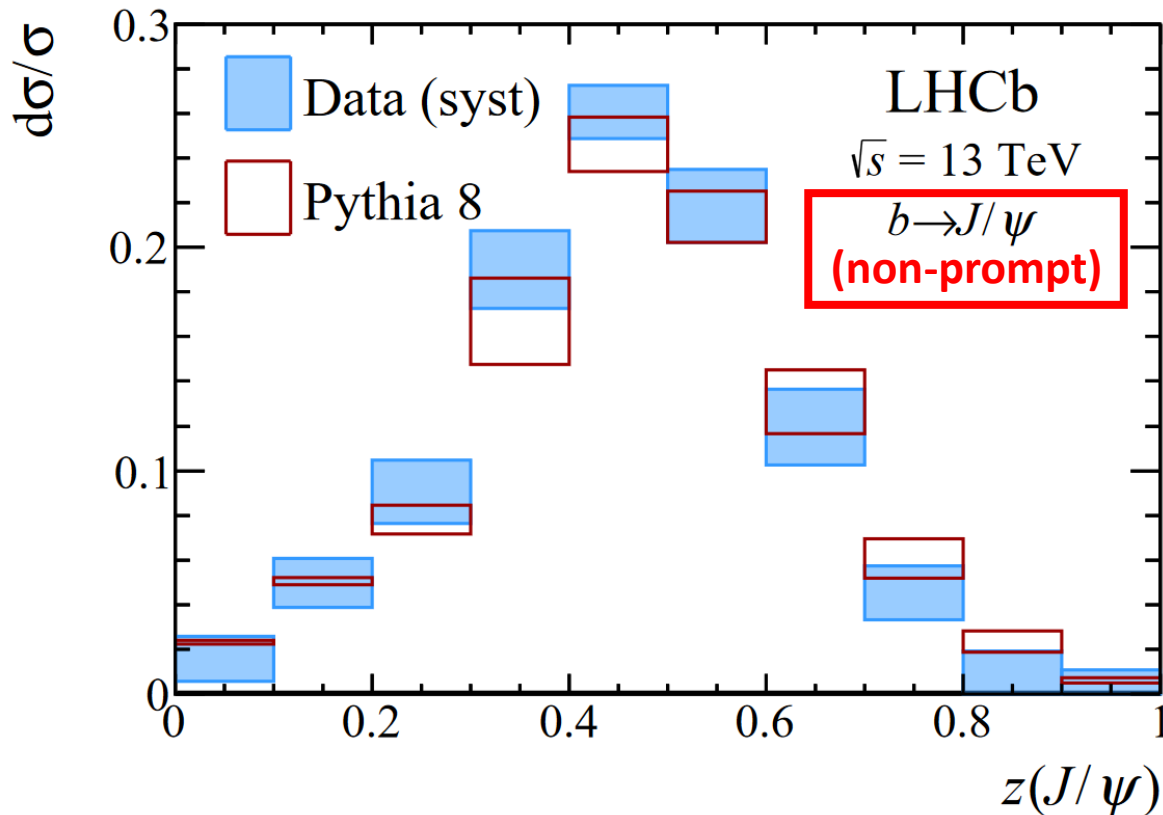 dσ/σ
0.3
0.2
0.1
0
Data (syst)
Pythia 8
LHCb
√s = 13 TeV
b→J/ψ
(non-prompt)
0 0.2 0.4 0.6 0.8 1
z(J/ψ)